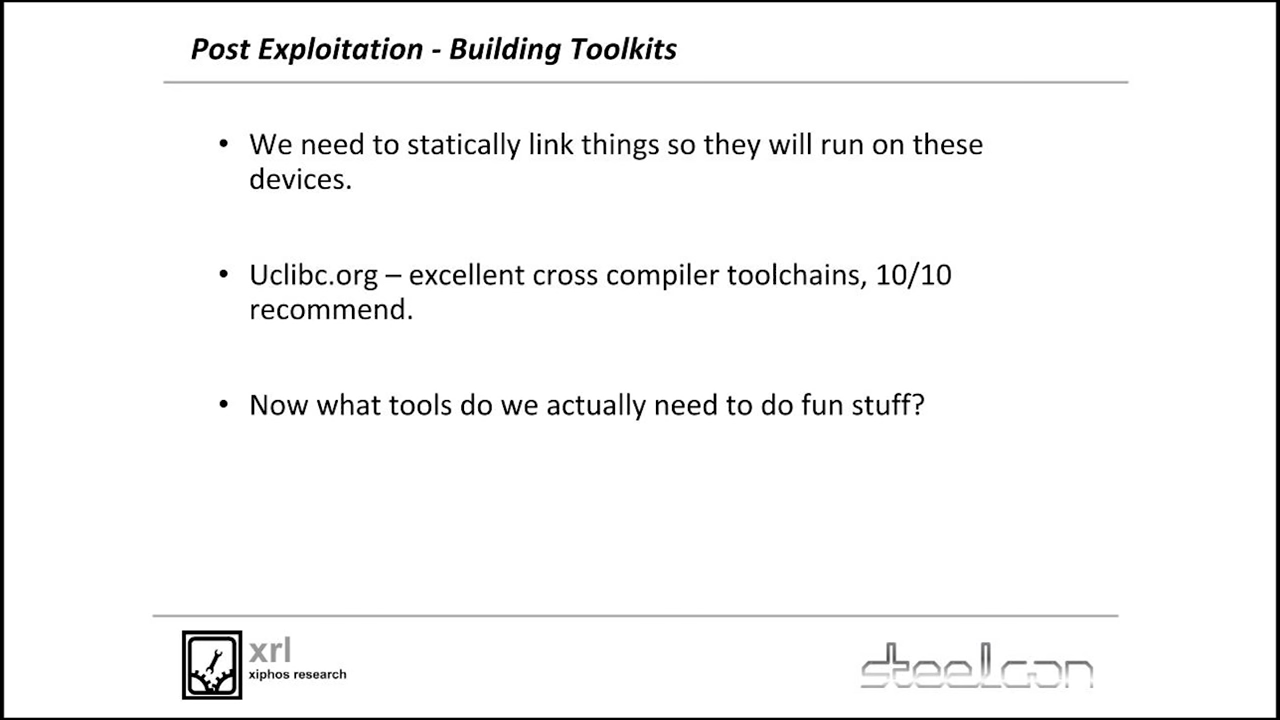 Post Exploitation - Building Toolkits
• We need to statically link things so they will run on these
devices.
• Uclibc.org – excellent cross compiler toolchains, 10/10
recommend.
• Now what tools do we actually need to do fun stuff?
xrl
xiphos research
steelcon